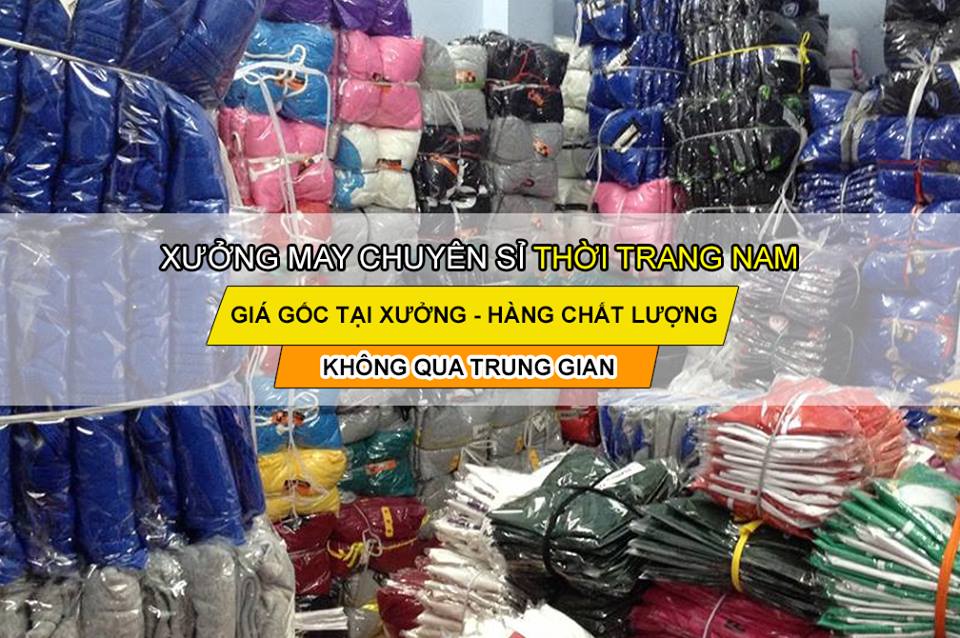 XƯỞNG MAY CHUYÊN SỈ THỜI TRANG NAM
GIÁ GỐC TẠI XƯỞNG - HÀNG CHẤT LƯỢNG
KHÔNG QUA TRUNG GIAN